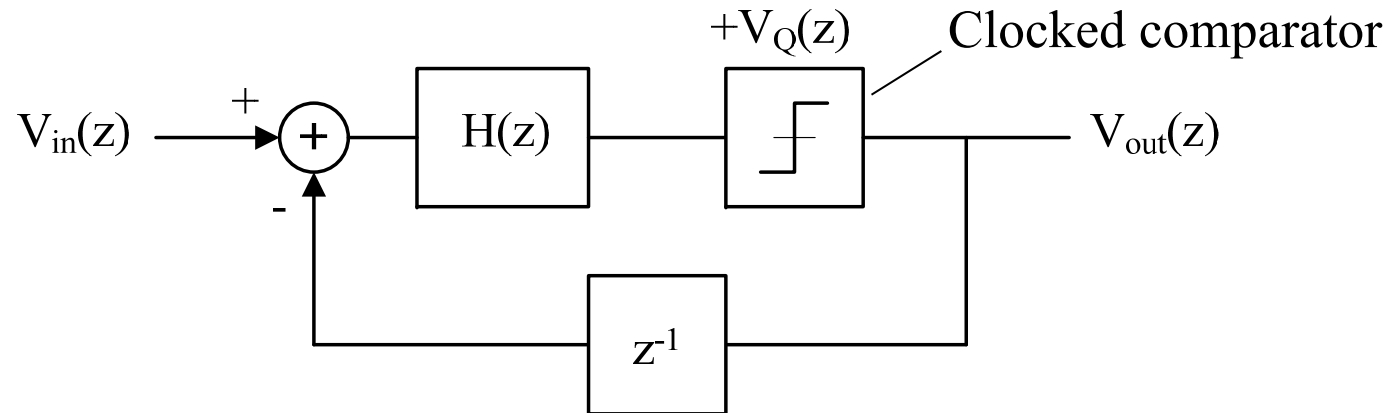 +V_Q(z)
Clocked comparator
+
V_in(z)
+
H(z)
V_out(z)
-
z^-1